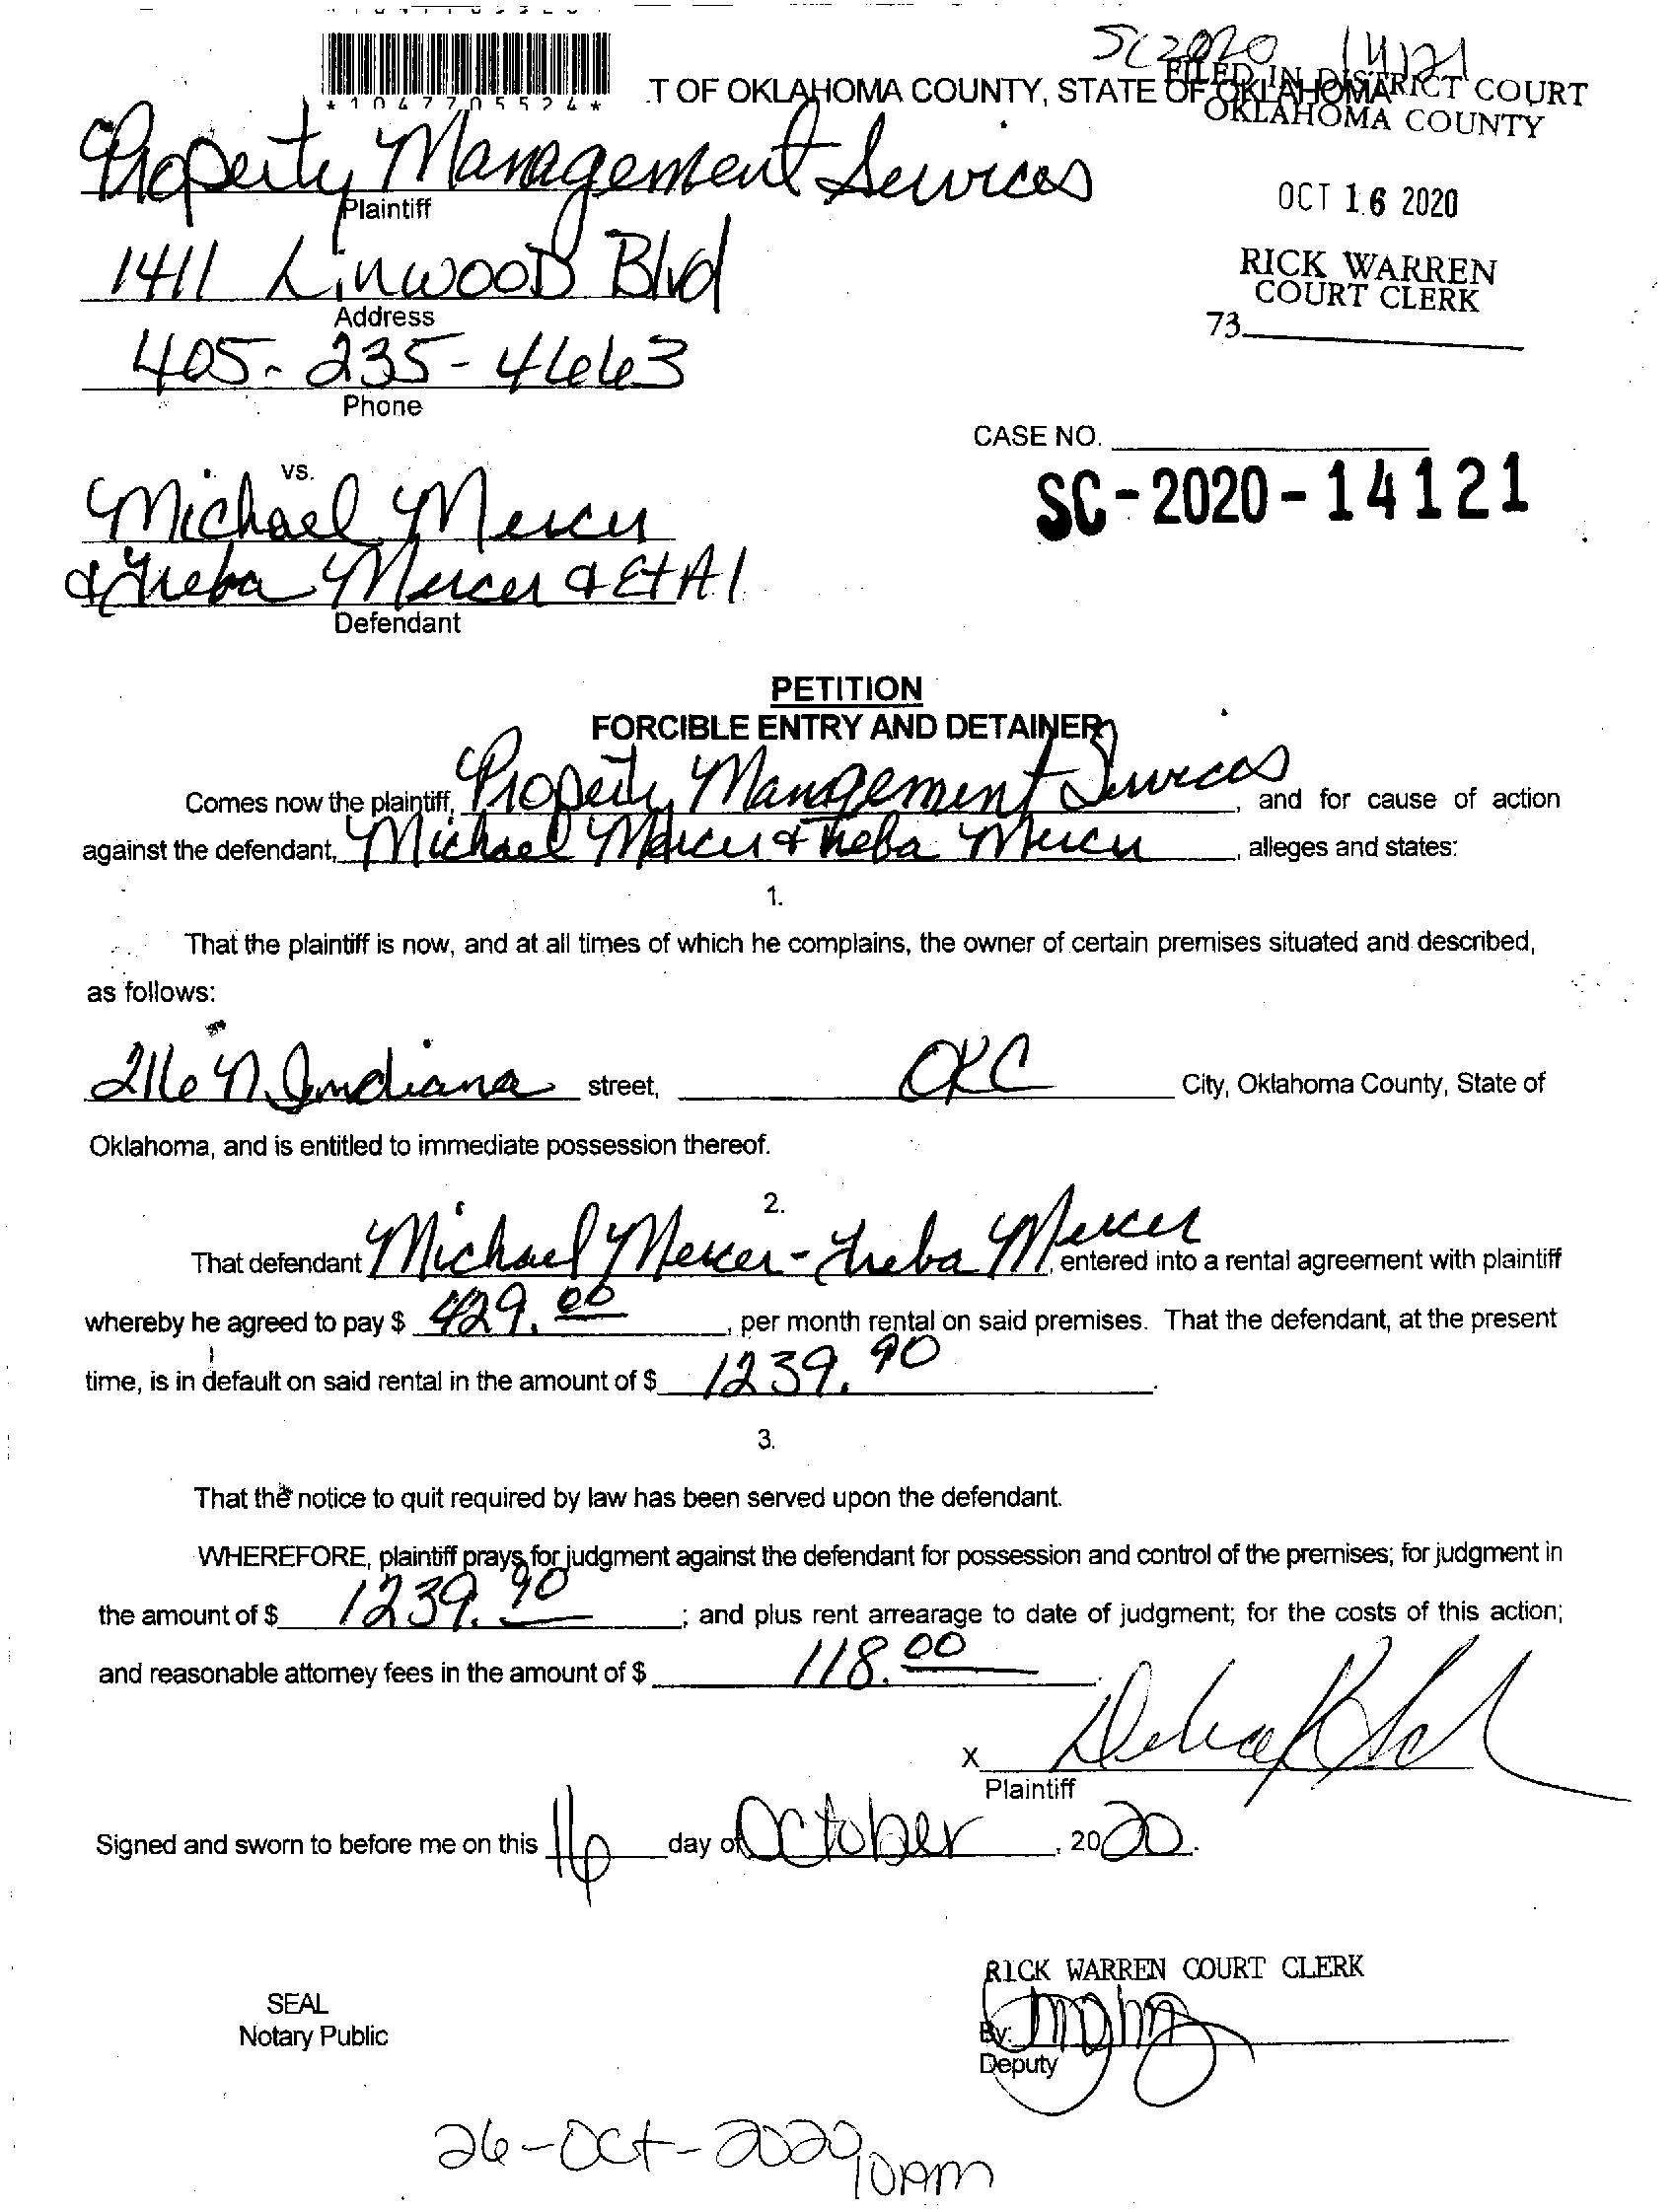 SC2020 14121
*10477055246*
.T OF OKLAHOMA COUNTY, STATE OF OKLAHOMA
FILED IN DISTRICT COURT
OKLAHOMA COUNTY
Property Management Services
Plaintiff
OCT 16 2020
1411 Linwood Blvd
Address
RICK WARREN
COURT CLERK
73
405-235-4663
Phone
CASE NO.
SC-2020-14121
vs.
Michael Mercer
& Treba Mercer & Et Al
Defendant
PETITION
FORCIBLE ENTRY AND DETAINER
Comes now the plaintiff, Property Management Services, and for cause of action
against the defendant, Michael Mercer & Treba Mercer, alleges and states:
1.
That the plaintiff is now, and at all times of which he complains, the owner of certain premises situated and described,
as follows:
216 N Indiana street, OKC City, Oklahoma County, State of
Oklahoma, and is entitled to immediate possession thereof.
2.
That defendant Michael Mercer - Treba Mercer, entered into a rental agreement with plaintiff
whereby he agreed to pay $ 429.00, per month rental on said premises. That the defendant, at the present
time, is in default on said rental in the amount of $ 1239.90.
3.
That the notice to quit required by law has been served upon the defendant.
WHEREFORE, plaintiff prays for judgment against the defendant for possession and control of the premises; for judgment in
the amount of $ 1239.90; and plus rent arrearage to date of judgment; for the costs of this action;
and reasonable attorney fees in the amount of $ 118.00.
X
Plaintiff
Signed and sworn to before me on this 16 day of October, 2020.
RICK WARREN COURT CLERK
SEAL
Notary Public
By:
Deputy
26-Oct-2020 10AM